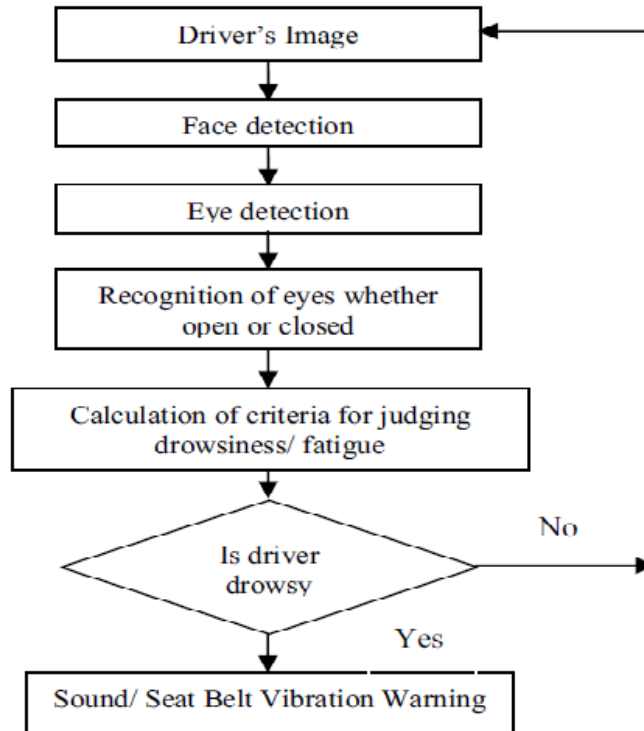 Driver's Image
Face detection
Eye detection
Recognition of eyes whether
open or closed
Calculation of criteria for judging
drowsiness/ fatigue
Is driver
drowsy
No
Yes
Sound/ Seat Belt Vibration Warning